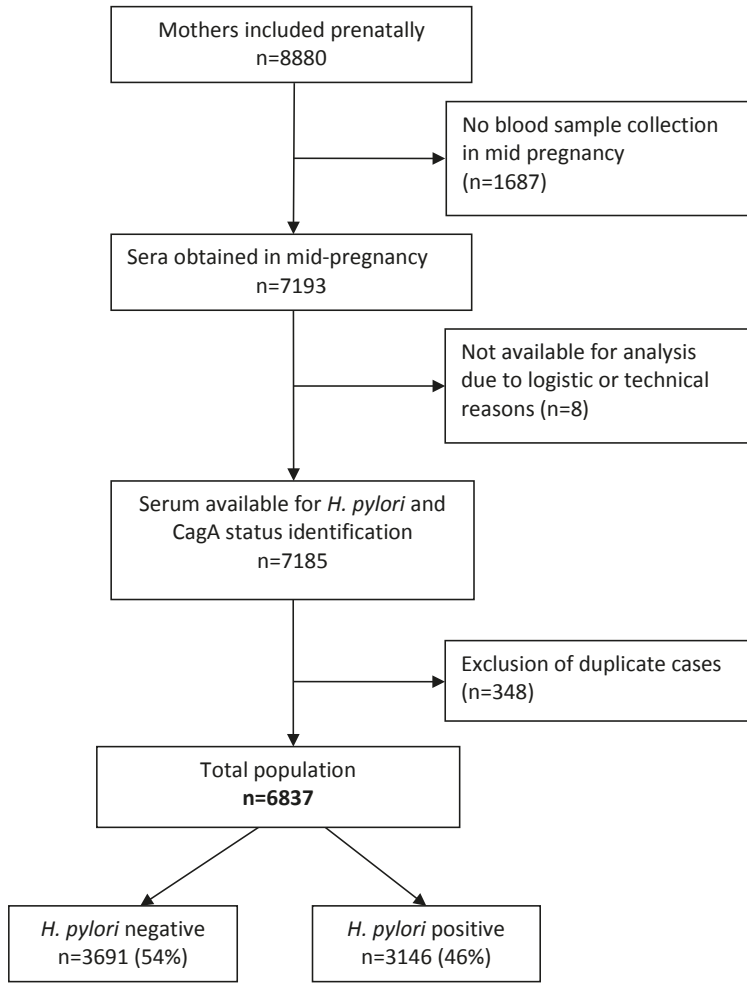 Mothers included prenatally
n=8880
No blood sample collection
in mid pregnancy
(n=1687)
Sera obtained in mid-pregnancy
n=7193
Not available for analysis
due to logistic or technical
reasons (n=8)
Serum available for H. pylori and
CagA status identification
n=7185
Exclusion of duplicate cases
(n=348)
Total population
n=6837
H. pylori negative
n=3691 (54%)
H. pylori positive
n=3146 (46%)